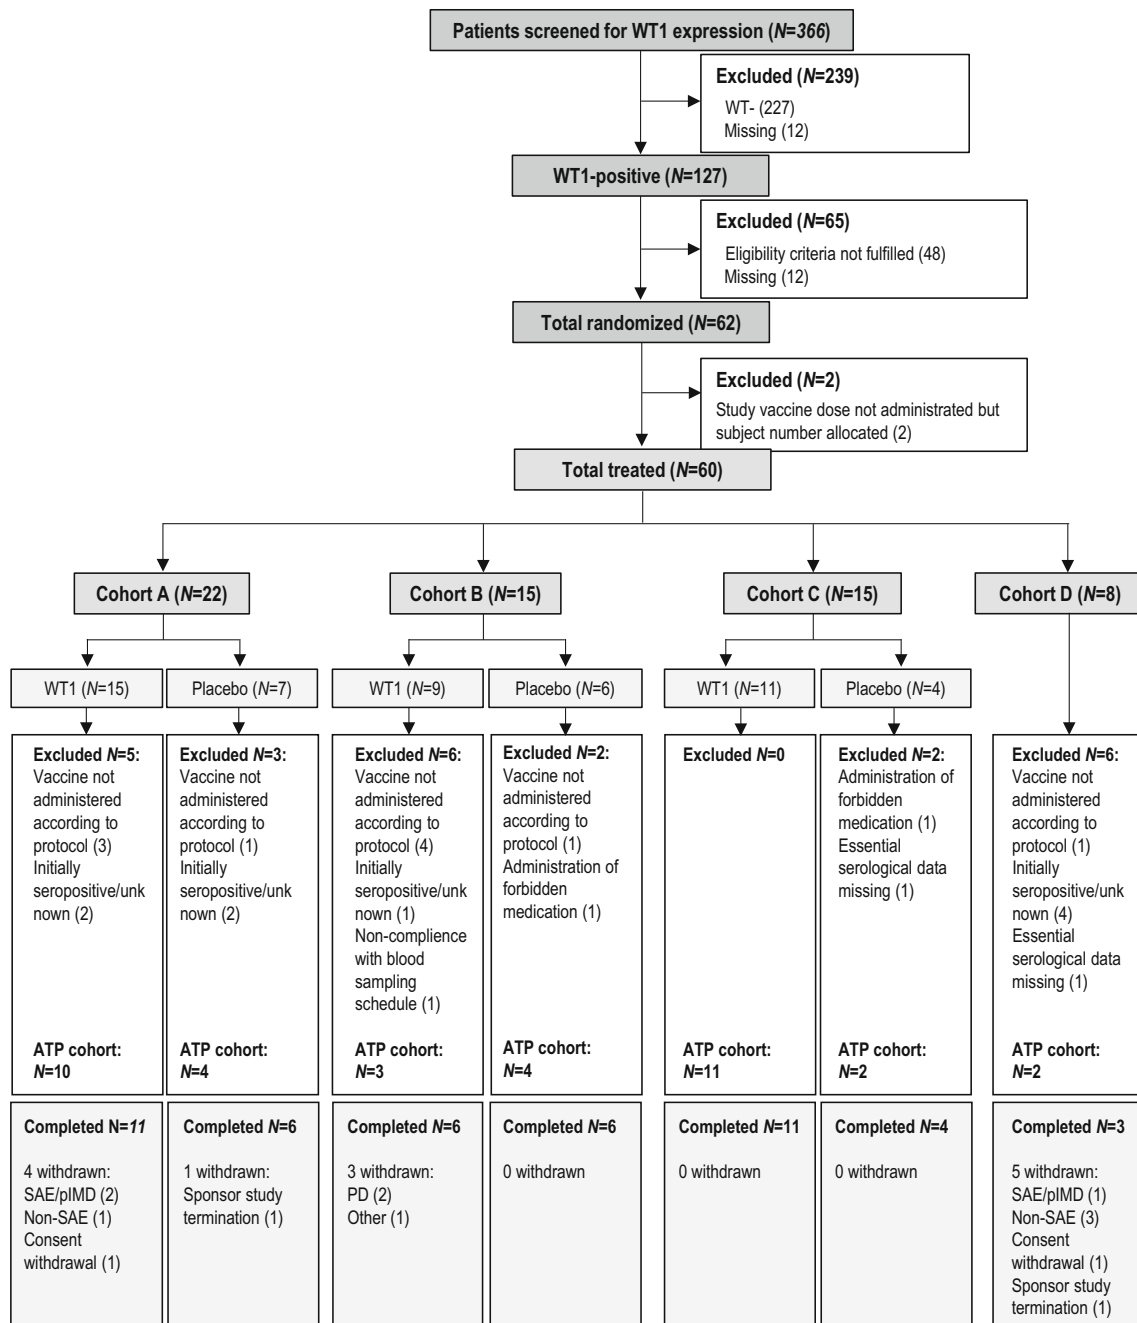 Patients screened for WT1 expression (N=366)
Excluded (N=239)
WT- (227)
Missing (12)
WT1-positive (N=127)
Excluded (N=65)
Eligibility criteria not fulfilled (48)
Missing (12)
Total randomized (N=62)
Excluded (N=2)
Study vaccine dose not administrated but
subject number allocated (2)
Total treated (N=60)
Cohort A (N=22)
Cohort B (N=15)
Cohort C (N=15)
Cohort D (N=8)
WT1 (N=15)
Placebo (N=7)
WT1 (N=9)
Placebo (N=6)
WT1 (N=11)
Placebo (N=4)
Excluded N=5:
Vaccine not
administered
according to
protocol (3)
Initially
seropositive/unk
nown (2)
ATP cohort:
N=10
Excluded N=3:
Vaccine not
administered
according to
protocol (1)
Initially
seropositive/unk
nown (2)
ATP cohort:
N=4
Excluded N=6:
Vaccine not
administered
according to
protocol (4)
Initially
seropositive/unk
nown (1)
Non-complience
with blood
sampling
schedule (1)
ATP cohort:
N=3
Excluded N=2:
Vaccine not
administered
according to
protocol (1)
Administration of
forbidden
medication (1)
ATP cohort:
N=4
Excluded N=0
ATP cohort:
N=11
Excluded N=2:
Administration of
forbidden
medication (1)
Essential
serological data
missing (1)
ATP cohort:
N=2
Excluded N=6:
Vaccine not
administered
according to
protocol (1)
Initially
seropositive/unk
nown (4)
Essential
serological data
missing (1)
ATP cohort:
N=2
Completed N=11
4 withdrawn:
SAE/pIMD (2)
Non-SAE (1)
Consent
withdrawal (1)
Completed N=6
1 withdrawn:
Sponsor study
termination (1)
Completed N=6
3 withdrawn:
PD (2)
Other (1)
Completed N=6
0 withdrawn
Completed N=11
0 withdrawn
Completed N=4
0 withdrawn
Completed N=3
5 withdrawn:
SAE/pIMD (1)
Non-SAE (3)
Consent
withdrawal (1)
Sponsor study
termination (1)